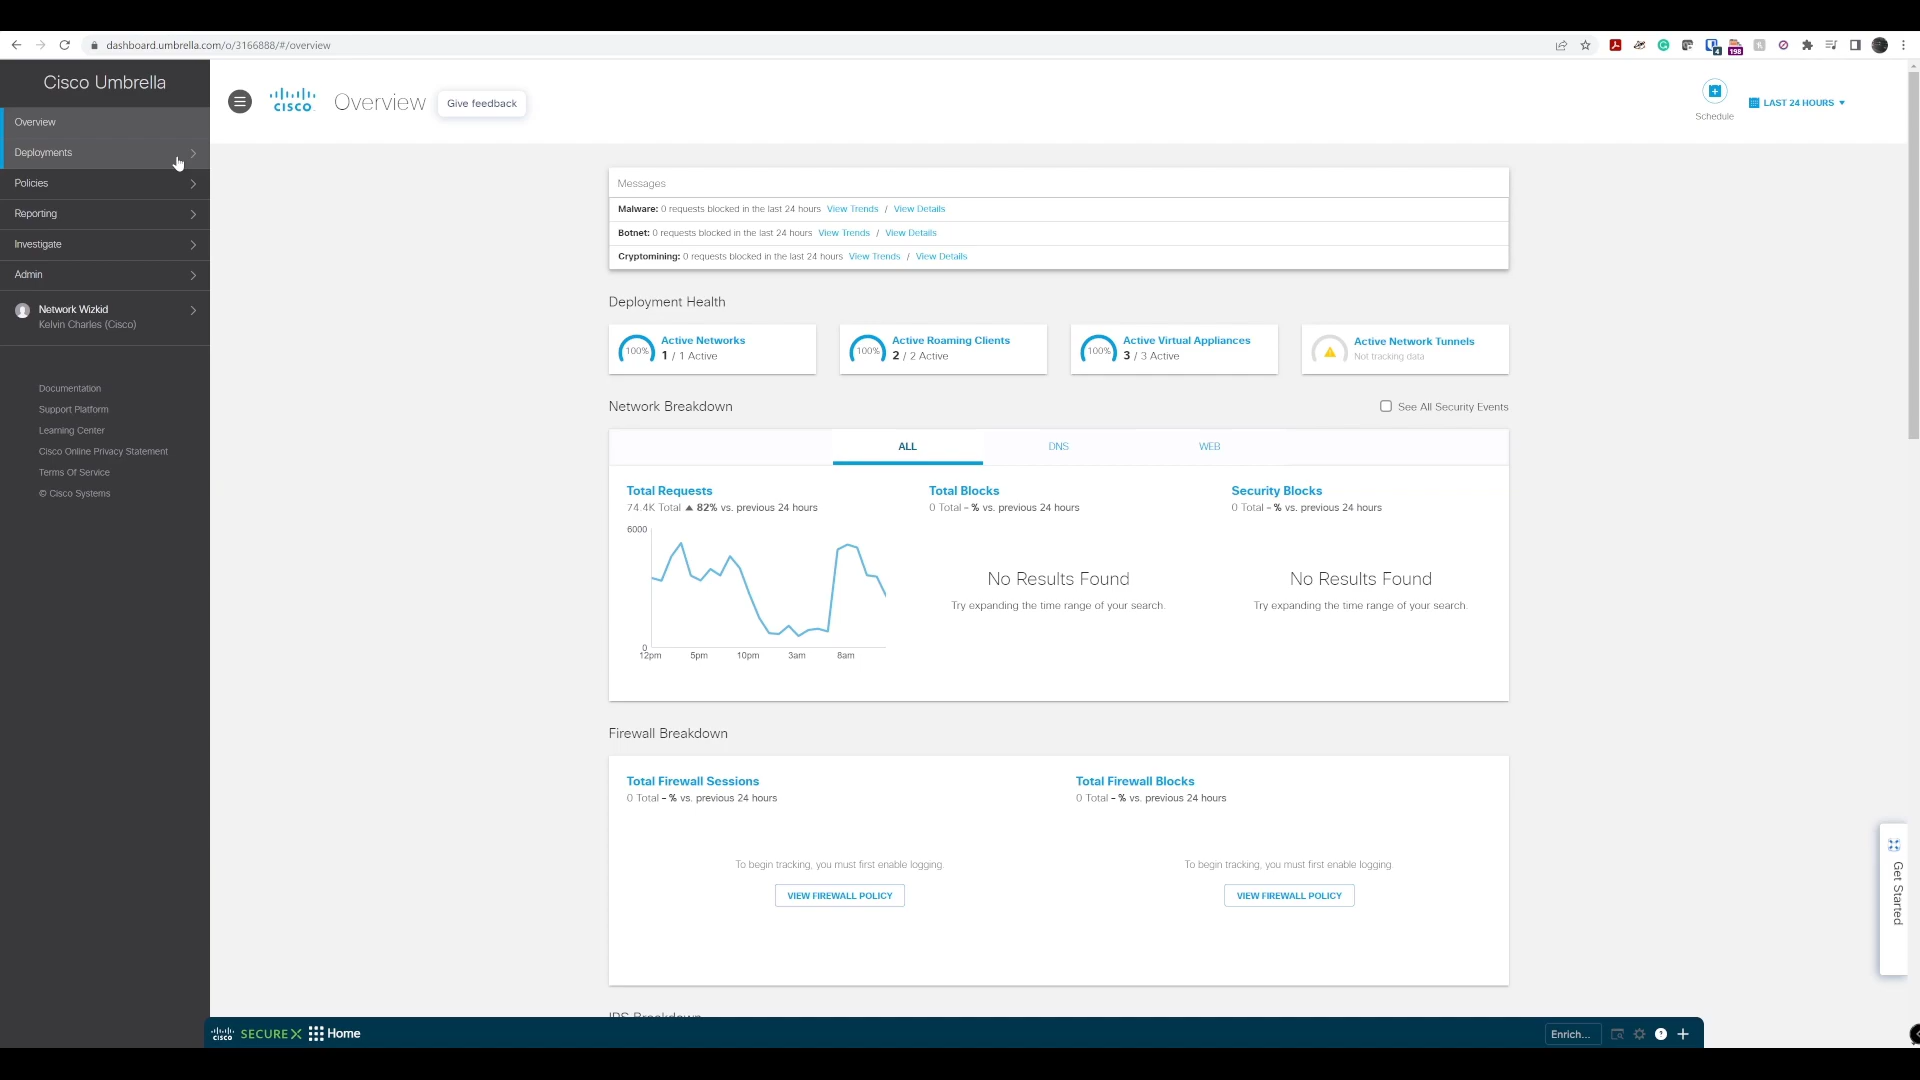 dashboard.umbrella.com/o/3166888/#/overview
4
198
Cisco Umbrella
Overview
Deployments
Policies
Reporting
Investigate
Admin
Network Wizkid
Kelvin Charles (Cisco)
Documentation
Support Platform
Learning Center
Cisco Online Privacy Statement
Terms Of Service
© Cisco Systems
CISCO
Overview
Give feedback
Schedule
LAST 24 HOURS
Messages
Malware: 0 requests blocked in the last 24 hours View Trends / View Details
Botnet: 0 requests blocked in the last 24 hours View Trends / View Details
Cryptomining: 0 requests blocked in the last 24 hours View Trends / View Details
Deployment Health
100%
Active Networks
1 / 1 Active
100%
Active Roaming Clients
2 / 2 Active
100%
Active Virtual Appliances
3 / 3 Active
Active Network Tunnels
Not tracking data
Network Breakdown
See All Security Events
ALL
DNS
WEB
Total Requests
74.4K Total ▲ 82% vs. previous 24 hours
6000
0
12pm 5pm 10pm 3am 8am
Total Blocks
0 Total - % vs. previous 24 hours
No Results Found
Try expanding the time range of your search.
Security Blocks
0 Total - % vs. previous 24 hours
No Results Found
Try expanding the time range of your search.
Firewall Breakdown
Total Firewall Sessions
0 Total - % vs. previous 24 hours
To begin tracking, you must first enable logging.
VIEW FIREWALL POLICY
Total Firewall Blocks
0 Total - % vs. previous 24 hours
To begin tracking, you must first enable logging.
VIEW FIREWALL POLICY
IPS Breakdown
Get Started
CISCO SECUREX Home
Enrich...